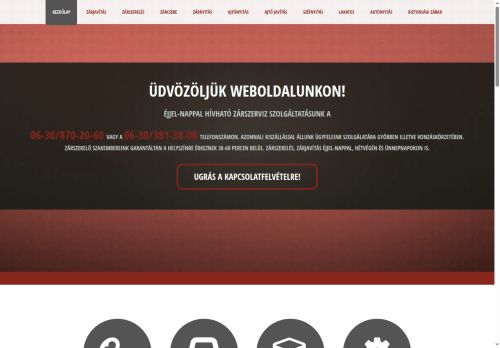 KEZDŐLAP ZÁRJAVÍTÁS ZÁRSZERELÉS ZÁRCSERE ZÁRNYITÁS AJTÓNYITÁS AJTÓ JAVÍTÁS SZÉFNYITÁS LAKATOS AUTÓNYITÁS BIZTONSÁGI ZÁRAK
ÜDVÖZÖLJÜK WEBOLDALUNKON!
ÉJJEL-NAPPAL HÍVHATÓ ZÁRSZERVIZ SZOLGÁLTATÁSUNK A
06-30/870-20-60 VAGY A 06-30/381-38-00 TELEFONSZÁMON. AZONNALI KISZÁLLÁSSAL ÁLLUNK ÜGYFELEINK SZOLGÁLATÁRA GYŐRBEN ILLETVE VONZÁSKÖRZETÉBEN.
ZÁRSZERELŐ SZAKEMBEREINK GARANTÁLTAN A HELYSZÍNRE ÉRKEZNEK 30-60 PERCEN BELÜL. ZÁRSZERELÉS, ZÁRJAVÍTÁS ÉJJEL-NAPPAL, HÉTVÉGÉN ÉS ÜNNEPNAPOKON IS.
UGRÁS A KAPCSOLATFELVÉTELRE!